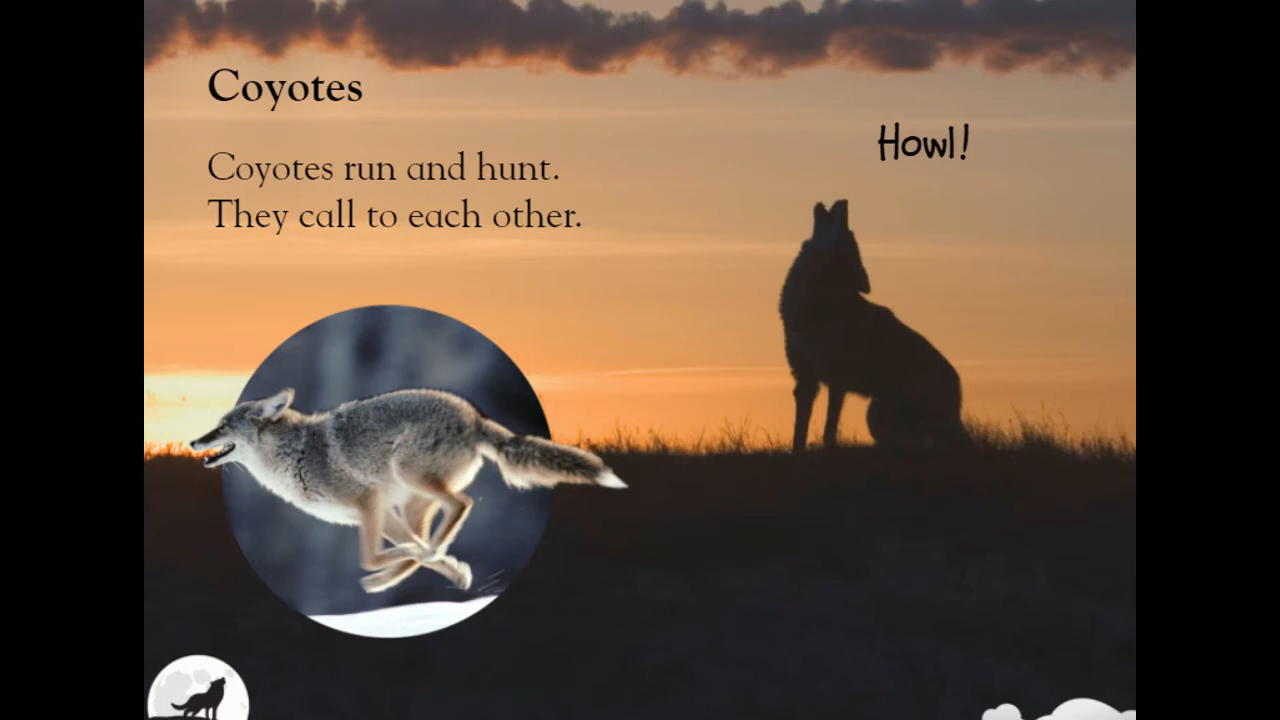 Coyotes
Howl!
Coyotes run and hunt.
They call to each other.